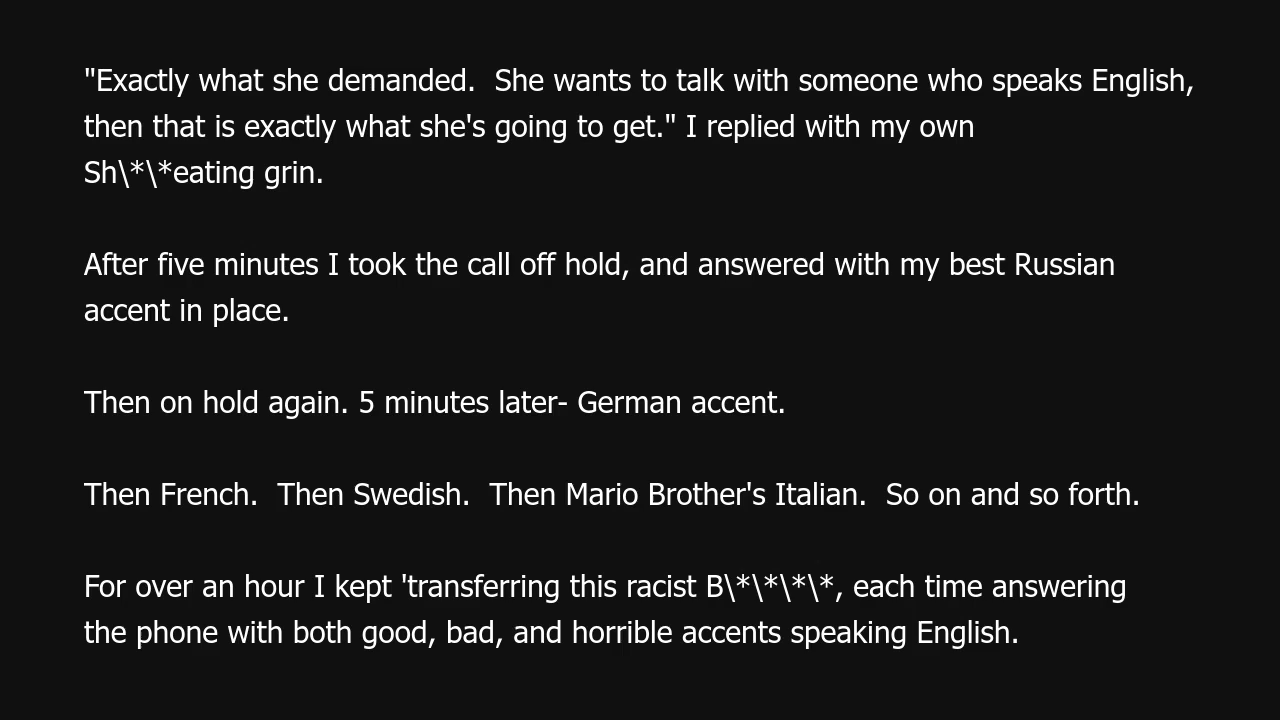 "Exactly what she demanded.  She wants to talk with someone who speaks English,
then that is exactly what she's going to get." I replied with my own
Sh\*\*eating grin.
After five minutes I took the call off hold, and answered with my best Russian
accent in place.
Then on hold again. 5 minutes later- German accent.
Then French.  Then Swedish.  Then Mario Brother's Italian.  So on and so forth.
For over an hour I kept 'transferring this racist B\*\*\*\*, each time answering
the phone with both good, bad, and horrible accents speaking English.